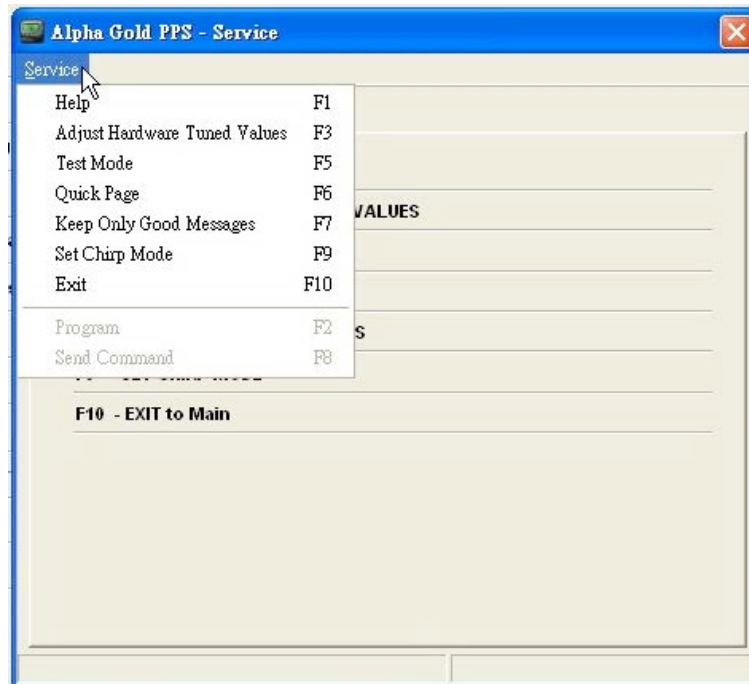 Alpha Gold PPS - Service
Service
Help F1
Adjust Hardware Tuned Values F3
Test Mode F5
Quick Page F6
Keep Only Good Messages F7
Set Chirp Mode F9
Exit F10
Program F2
Send Command F8
VALUES
S
F10 - EXIT to Main